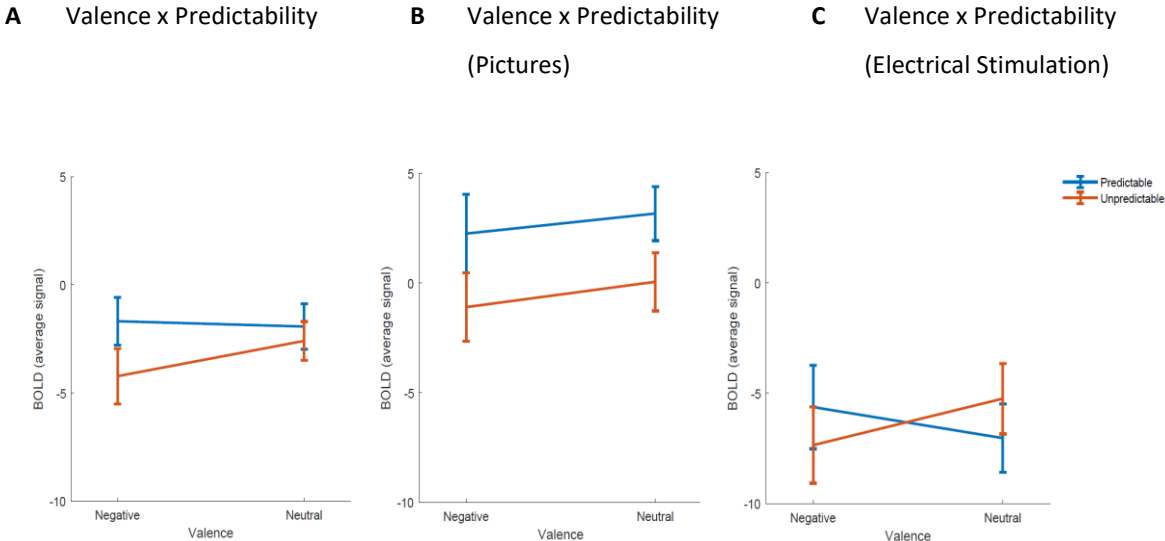 A Valence x Predictability
B Valence x Predictability
(Pictures)
C Valence x Predictability
(Electrical Stimulation)
5
0
-5
-10
BOLD (average signal)
Negative
Neutral
Valence
5
0
-5
-10
BOLD (average signal)
Negative
Neutral
Valence
5
0
-5
-10
BOLD (average signal)
Negative
Neutral
Valence
Predictable
Unpredictable